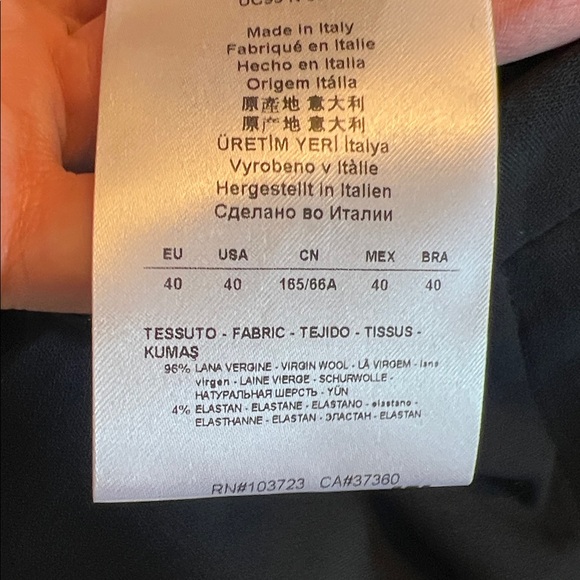 Made in Italy
Fabriqué en Italie
Hecho en Italia
Origem Itália
原産地 意大利
原产地 意大利
ÜRETİM YERİ İtalya
Vyrobeno v Itàlie
Hergestellt in Italien
Сделано во Италии
EU USA CN MEX BRA
40 40 165/66A 40 40
TESSUTO - FABRIC - TEJIDO - TISSUS -
KUMAŞ
96% LANA VERGINE - VIRGIN WOOL - LÃ VIRGEM - lana
virgen - LAINE VIERGE - SCHURWOLLE -
НАТУРАЛЬНАЯ ШЕРСТЬ - YÜN
4% ELASTAN - ELASTANE - ELASTANO - elastano -
ELASTHANNE - ELASTAN - ЭЛАСТАН - ELASTAN
RN#103723 CA#37360